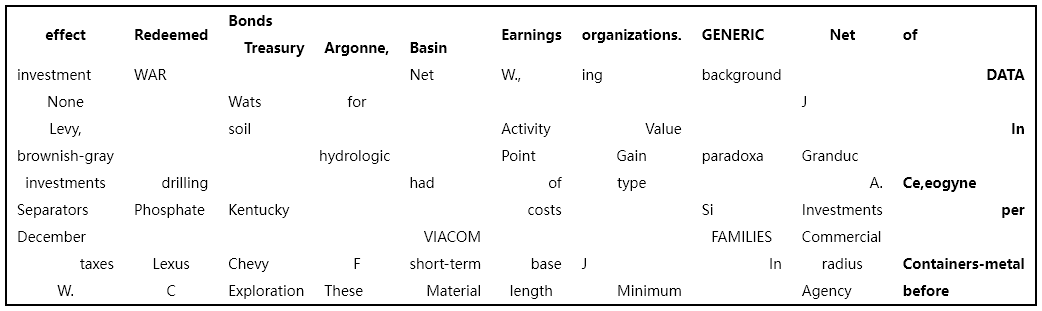 Bonds
effect Redeemed Treasury Argonne, Basin Earnings organizations. GENERIC Net of
investment WAR Net W., ing background DATA
None Wats for J
Levy, soil Activity Value In
brownish-gray hydrologic Point Gain paradoxa Granduc
investments drilling had of type A. Ce,eogyne
Separators Phosphate Kentucky costs Si Investments per
December VIACOM FAMILIES Commercial
taxes Lexus Chevy F short-term base J In radius Containers-metal
W. C Exploration These Material length Minimum Agency before